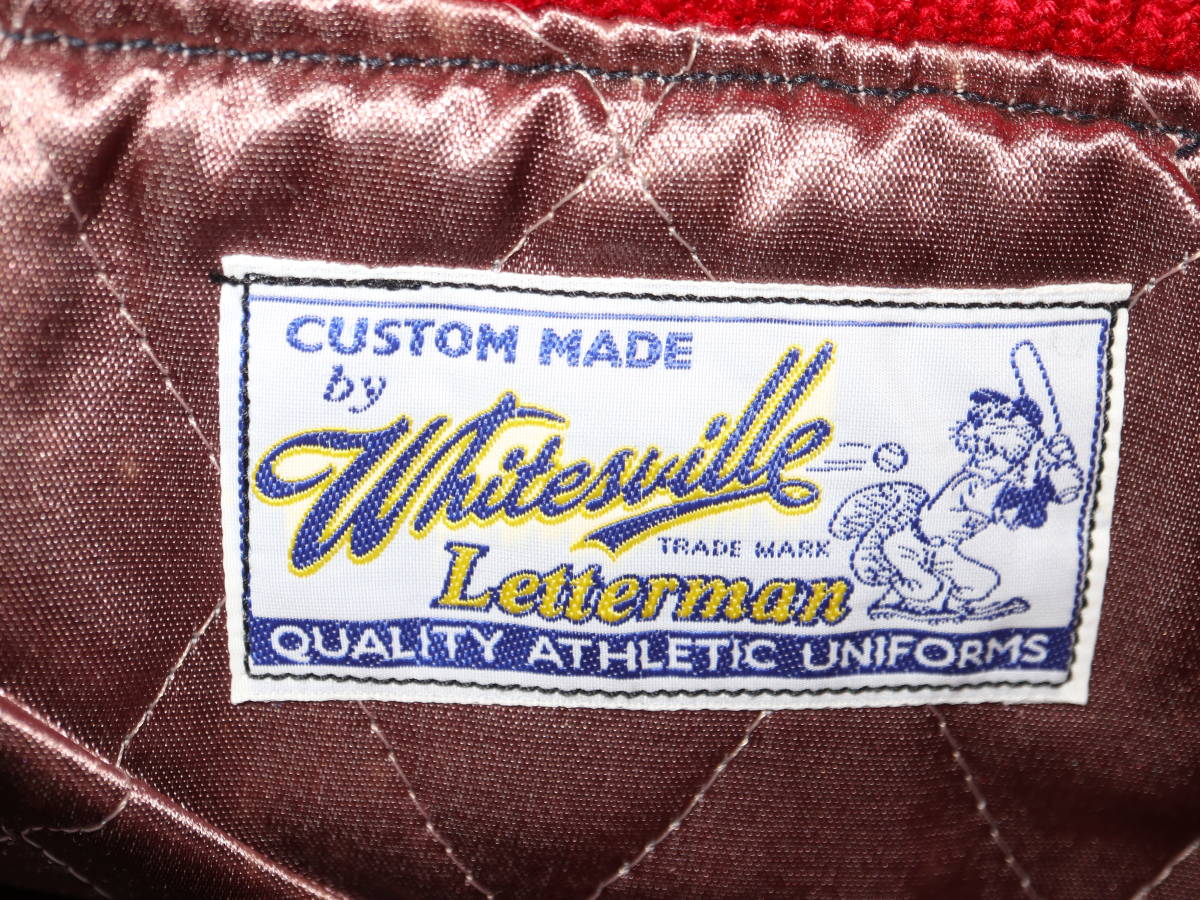 CUSTOM MADE
by
Whitesville
TRADE MARK
Letterman
QUALITY ATHLETIC UNIFORMS